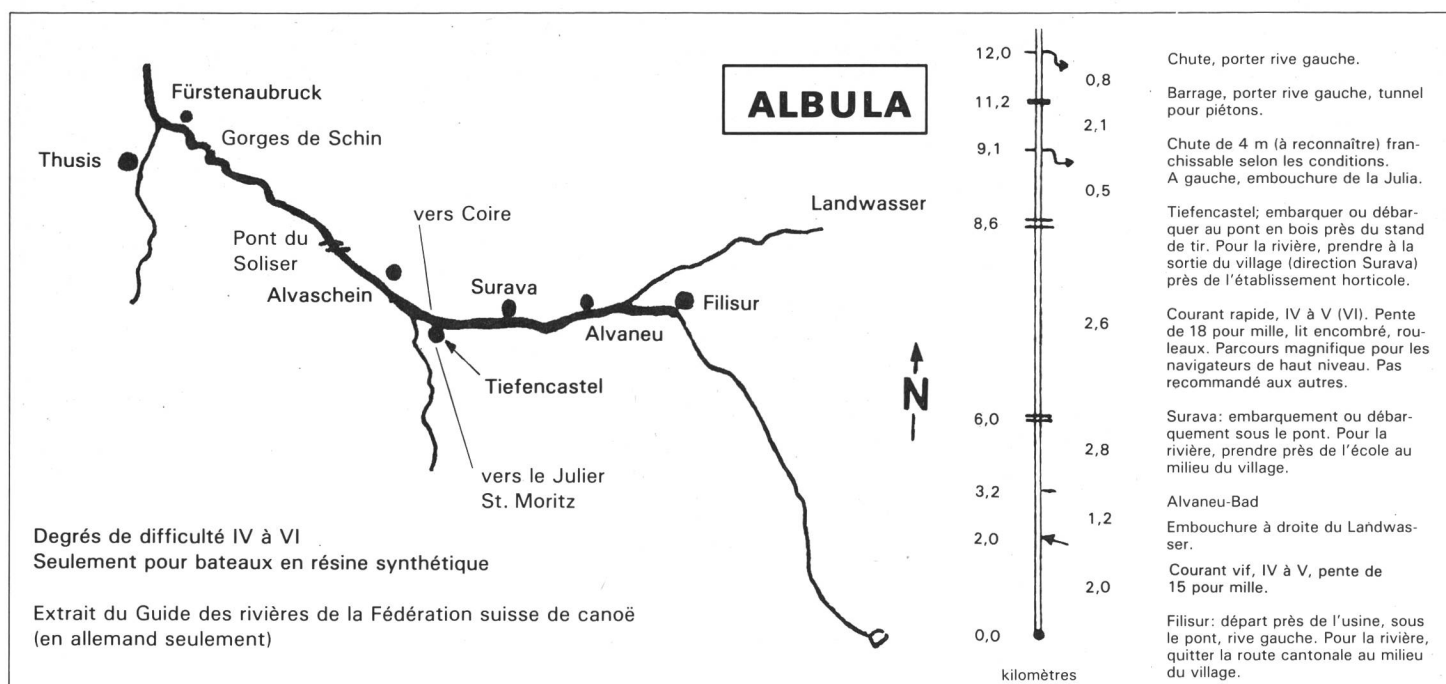 ALBULA
Fürstenaubruck
Gorges de Schin
Thusis
vers Coire
Landwasser
Pont du
Soliser
Surava
Filisur
Alvaschein
Alvaneu
Tiefencastel
N
vers le Julier
St. Moritz
Degrés de difficulté IV à VI
Seulement pour bateaux en résine synthétique
Extrait du Guide des rivières de la Fédération suisse de canoë
(en allemand seulement)
12,0
0,8
11,2
2,1
9,1
0,5
8,6
2,6
6,0
2,8
3,2
1,2
2,0
2,0
0,0
kilomètres
Chute, porter rive gauche.
Barrage, porter rive gauche, tunnel
pour piétons.
Chute de 4 m (à reconnaître) fran-
chissable selon les conditions.
A gauche, embouchure de la Julia.
Tiefencastel; embarquer ou débar-
quer au pont en bois près du stand
de tir. Pour la rivière, prendre à la
sortie du village (direction Surava)
près de l'établissement horticole.
Courant rapide, IV à V (VI). Pente
de 18 pour mille, lit encombré, rou-
leaux. Parcours magnifique pour les
navigateurs de haut niveau. Pas
recommandé aux autres.
Surava: embarquement ou débar-
quement sous le pont. Pour la
rivière, prendre près de l'école au
milieu du village.
Alvaneu-Bad
Embouchure à droite du Landwas-
ser.
Courant vif, IV à V, pente de
15 pour mille.
Filisur: départ près de l'usine, sous
le pont, rive gauche. Pour la rivière,
quitter la route cantonale au milieu
du village.